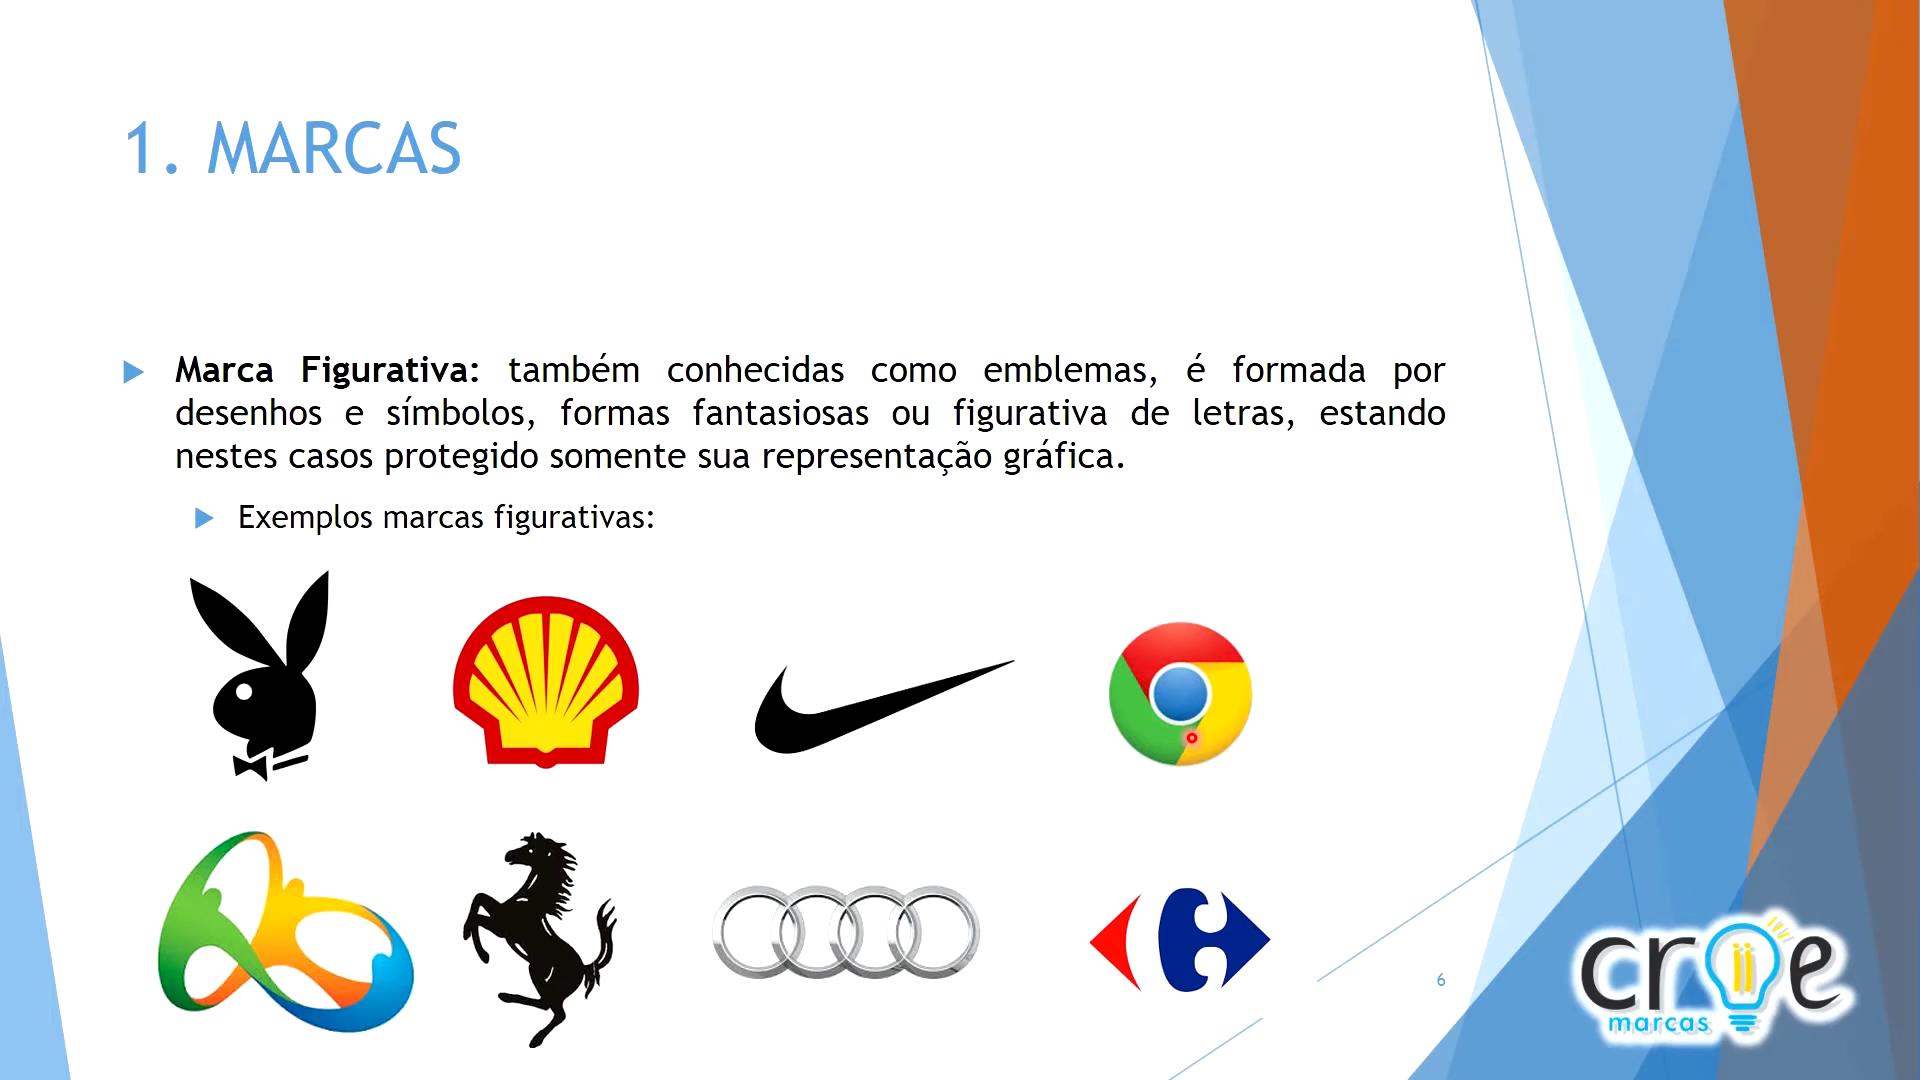 1. MARCAS
Marca Figurativa: também conhecidas como emblemas, é formada por
desenhos e símbolos, formas fantasiosas ou figurativa de letras, estando
nestes casos protegido somente sua representação gráfica.
Exemplos marcas figurativas:
6
crie
marcas